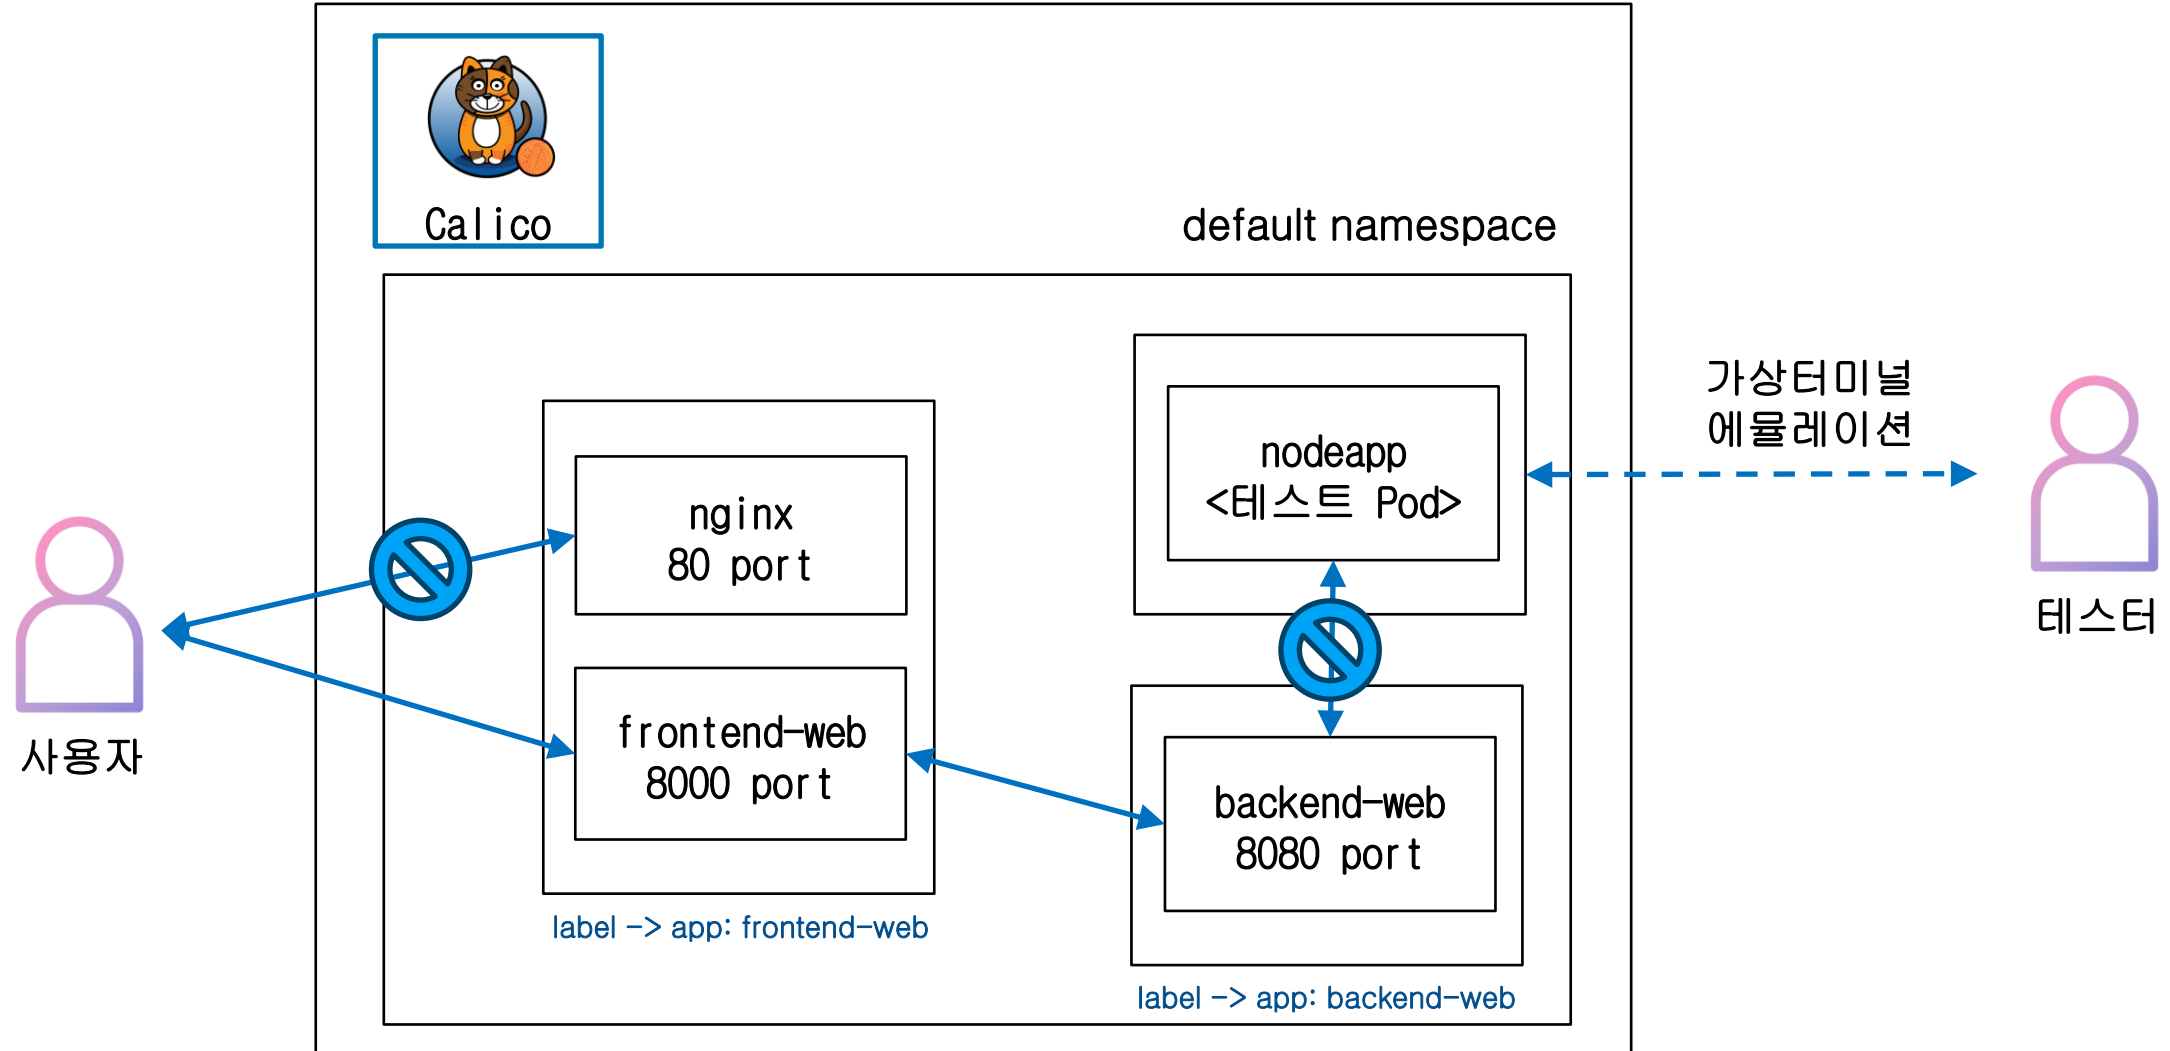 Calico
default namespace
nginx
80 port
frontend-web
8000 port
label -> app: frontend-web
nodeapp
<테스트 Pod>
backend-web
8080 port
label -> app: backend-web
가상터미널
에뮬레이션
사용자
테스터